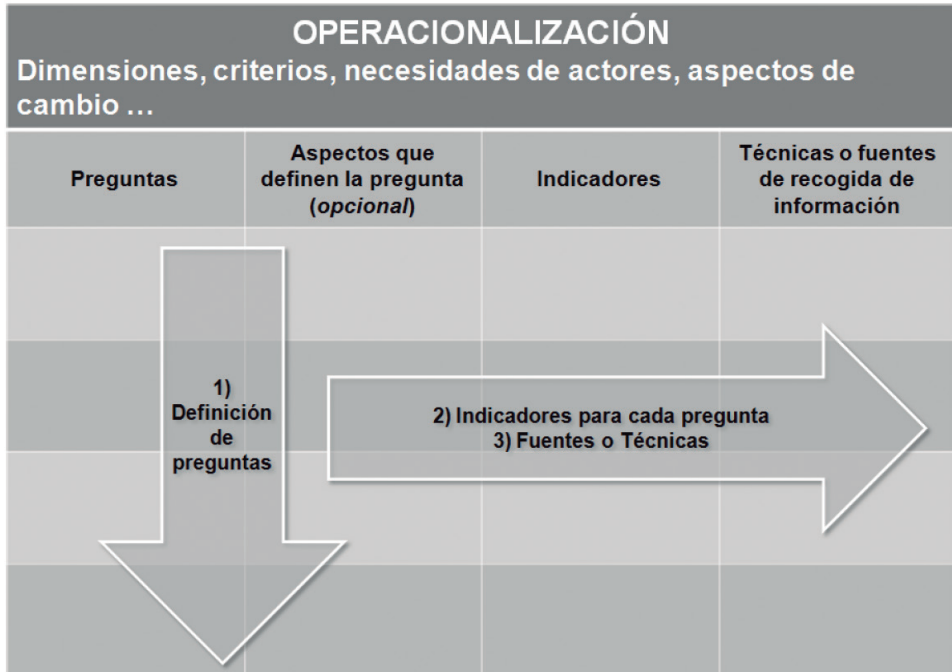 OPERACIONALIZACIÓN
Dimensiones, criterios, necesidades de actores, aspectos de
cambio ...
Preguntas
Aspectos que
definen la pregunta
(opcional)
Indicadores
Técnicas o fuentes
de recogida de
información
1)
Definición
de
preguntas
2) Indicadores para cada pregunta
3) Fuentes o Técnicas